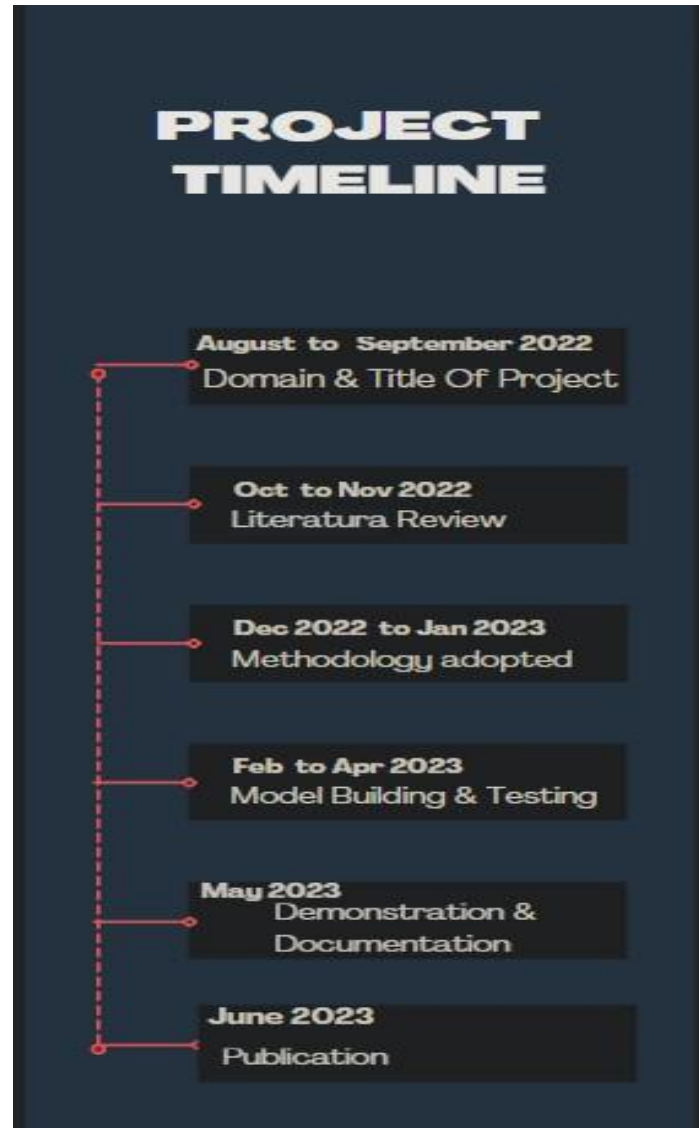 PROJECT
TIMELINE
August to September 2022
Domain & Title Of Project
Oct to Nov 2022
Literatura Review
Dec 2022 to Jan 2023
Methodology adopted
Feb to Apr 2023
Model Building & Testing
May 2023
Demonstration &
Documentation
June 2023
Publication